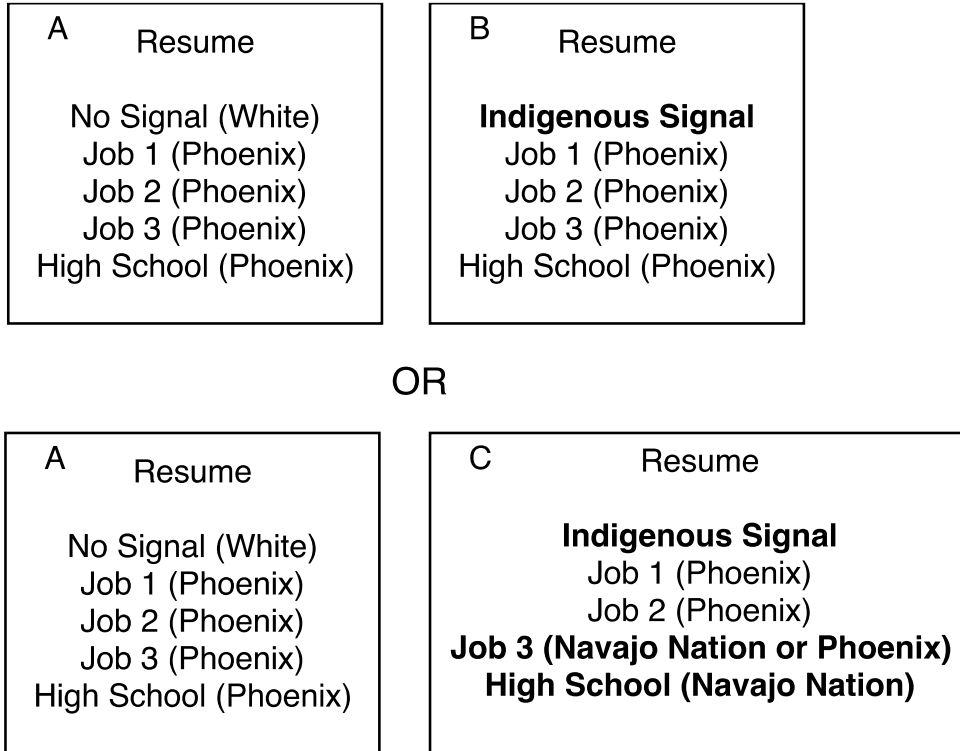 A
Resume
No Signal (White)
Job 1 (Phoenix)
Job 2 (Phoenix)
Job 3 (Phoenix)
High School (Phoenix)
B
Resume
Indigenous Signal
Job 1 (Phoenix)
Job 2 (Phoenix)
Job 3 (Phoenix)
High School (Phoenix)
OR
A
Resume
No Signal (White)
Job 1 (Phoenix)
Job 2 (Phoenix)
Job 3 (Phoenix)
High School (Phoenix)
C
Resume
Indigenous Signal
Job 1 (Phoenix)
Job 2 (Phoenix)
Job 3 (Navajo Nation or Phoenix)
High School (Navajo Nation)